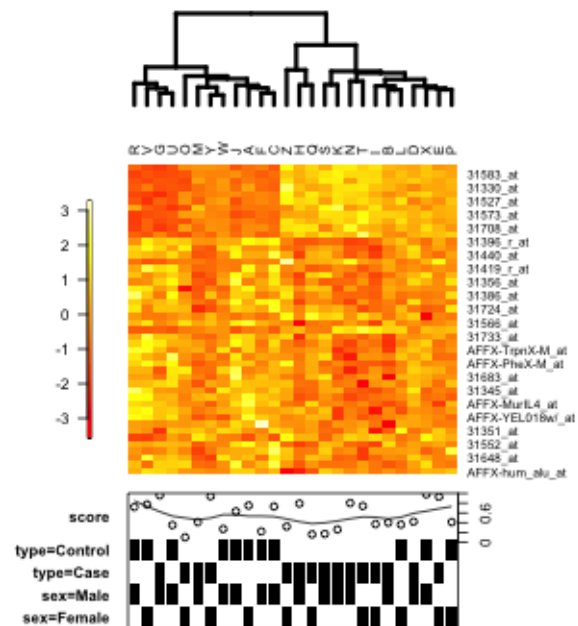 R V G U O M Y W J A F C Z H Q S K N T I B L D X E P
31583_at
31330_at
31527_at
31573_at
31708_at
31396_r_at
31440_at
31419_r_at
31356_at
31386_at
31724_at
31566_at
31733_at
AFFX-TrpnX-M_at
AFFX-PheX-M_at
31683_at
31345_at
AFFX-MurIL4_at
AFFX-YEL018w/_at
31351_at
31552_at
31648_at
AFFX-hum_alu_at
3
2
1
0
-1
-2
-3
score
0.6
0
type=Control
type=Case
sex=Male
sex=Female